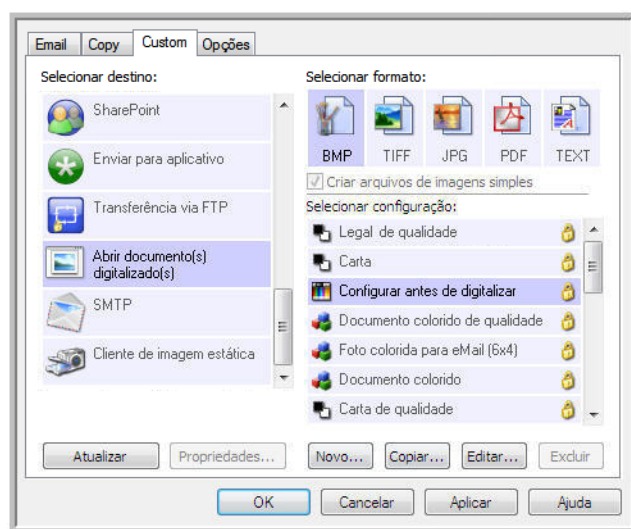 Email
Copy
Custom
Opções
Selecionar destino:
SharePoint
Enviar para aplicativo
Transferência via FTP
Abrir documento(s)
digitalizado(s)
SMTP
Cliente de imagem estática
Atualizar
Propriedades...
Selecionar formato:
BMP
TIFF
JPG
PDF
TEXT
Criar arquivos de imagens simples
Selecionar configuração:
Legal de qualidade
Carta
Configurar antes de digitalizar
Documento colorido de qualidade
Foto colorida para eMail (6x4)
Documento colorido
Carta de qualidade
Novo...
Copiar...
Editar...
Excluir
OK
Cancelar
Aplicar
Ajuda